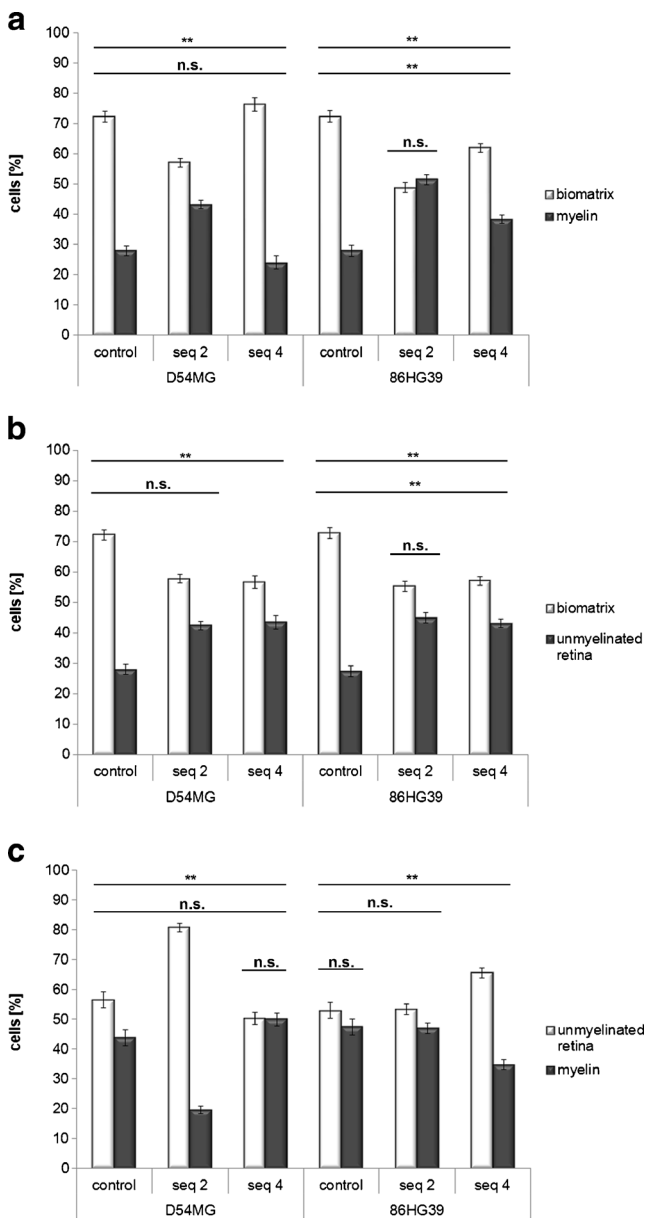 a
100
90
80
70
60
50
40
30
20
10
0
cells [%]
**
n.s.
**
**
n.s.
biomatrix
myelin
control seq 2 seq 4 control seq 2 seq 4
D54MG 86HG39
b
100
90
80
70
60
50
40
30
20
10
0
cells [%]
**
n.s.
**
**
n.s.
biomatrix
unmyelinated
retina
control seq 2 seq 4 control seq 2 seq 4
D54MG 86HG39
c
100
90
80
70
60
50
40
30
20
10
0
cells [%]
**
n.s.
n.s.
**
n.s.
n.s.
unmyelinated
retina
myelin
control seq 2 seq 4 control seq 2 seq 4
D54MG 86HG39